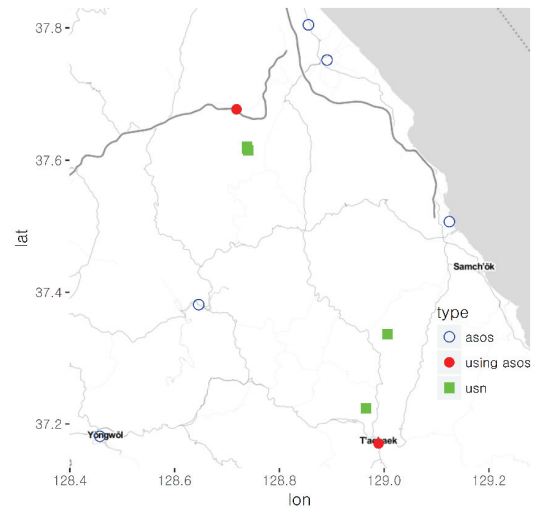 37.8
37.6
37.4
37.2
lat
Samch'ŏk
type
asos
using asos
usn
Yŏngwŏl
T'aebaek
128.4 128.6 128.8 129.0 129.2
lon